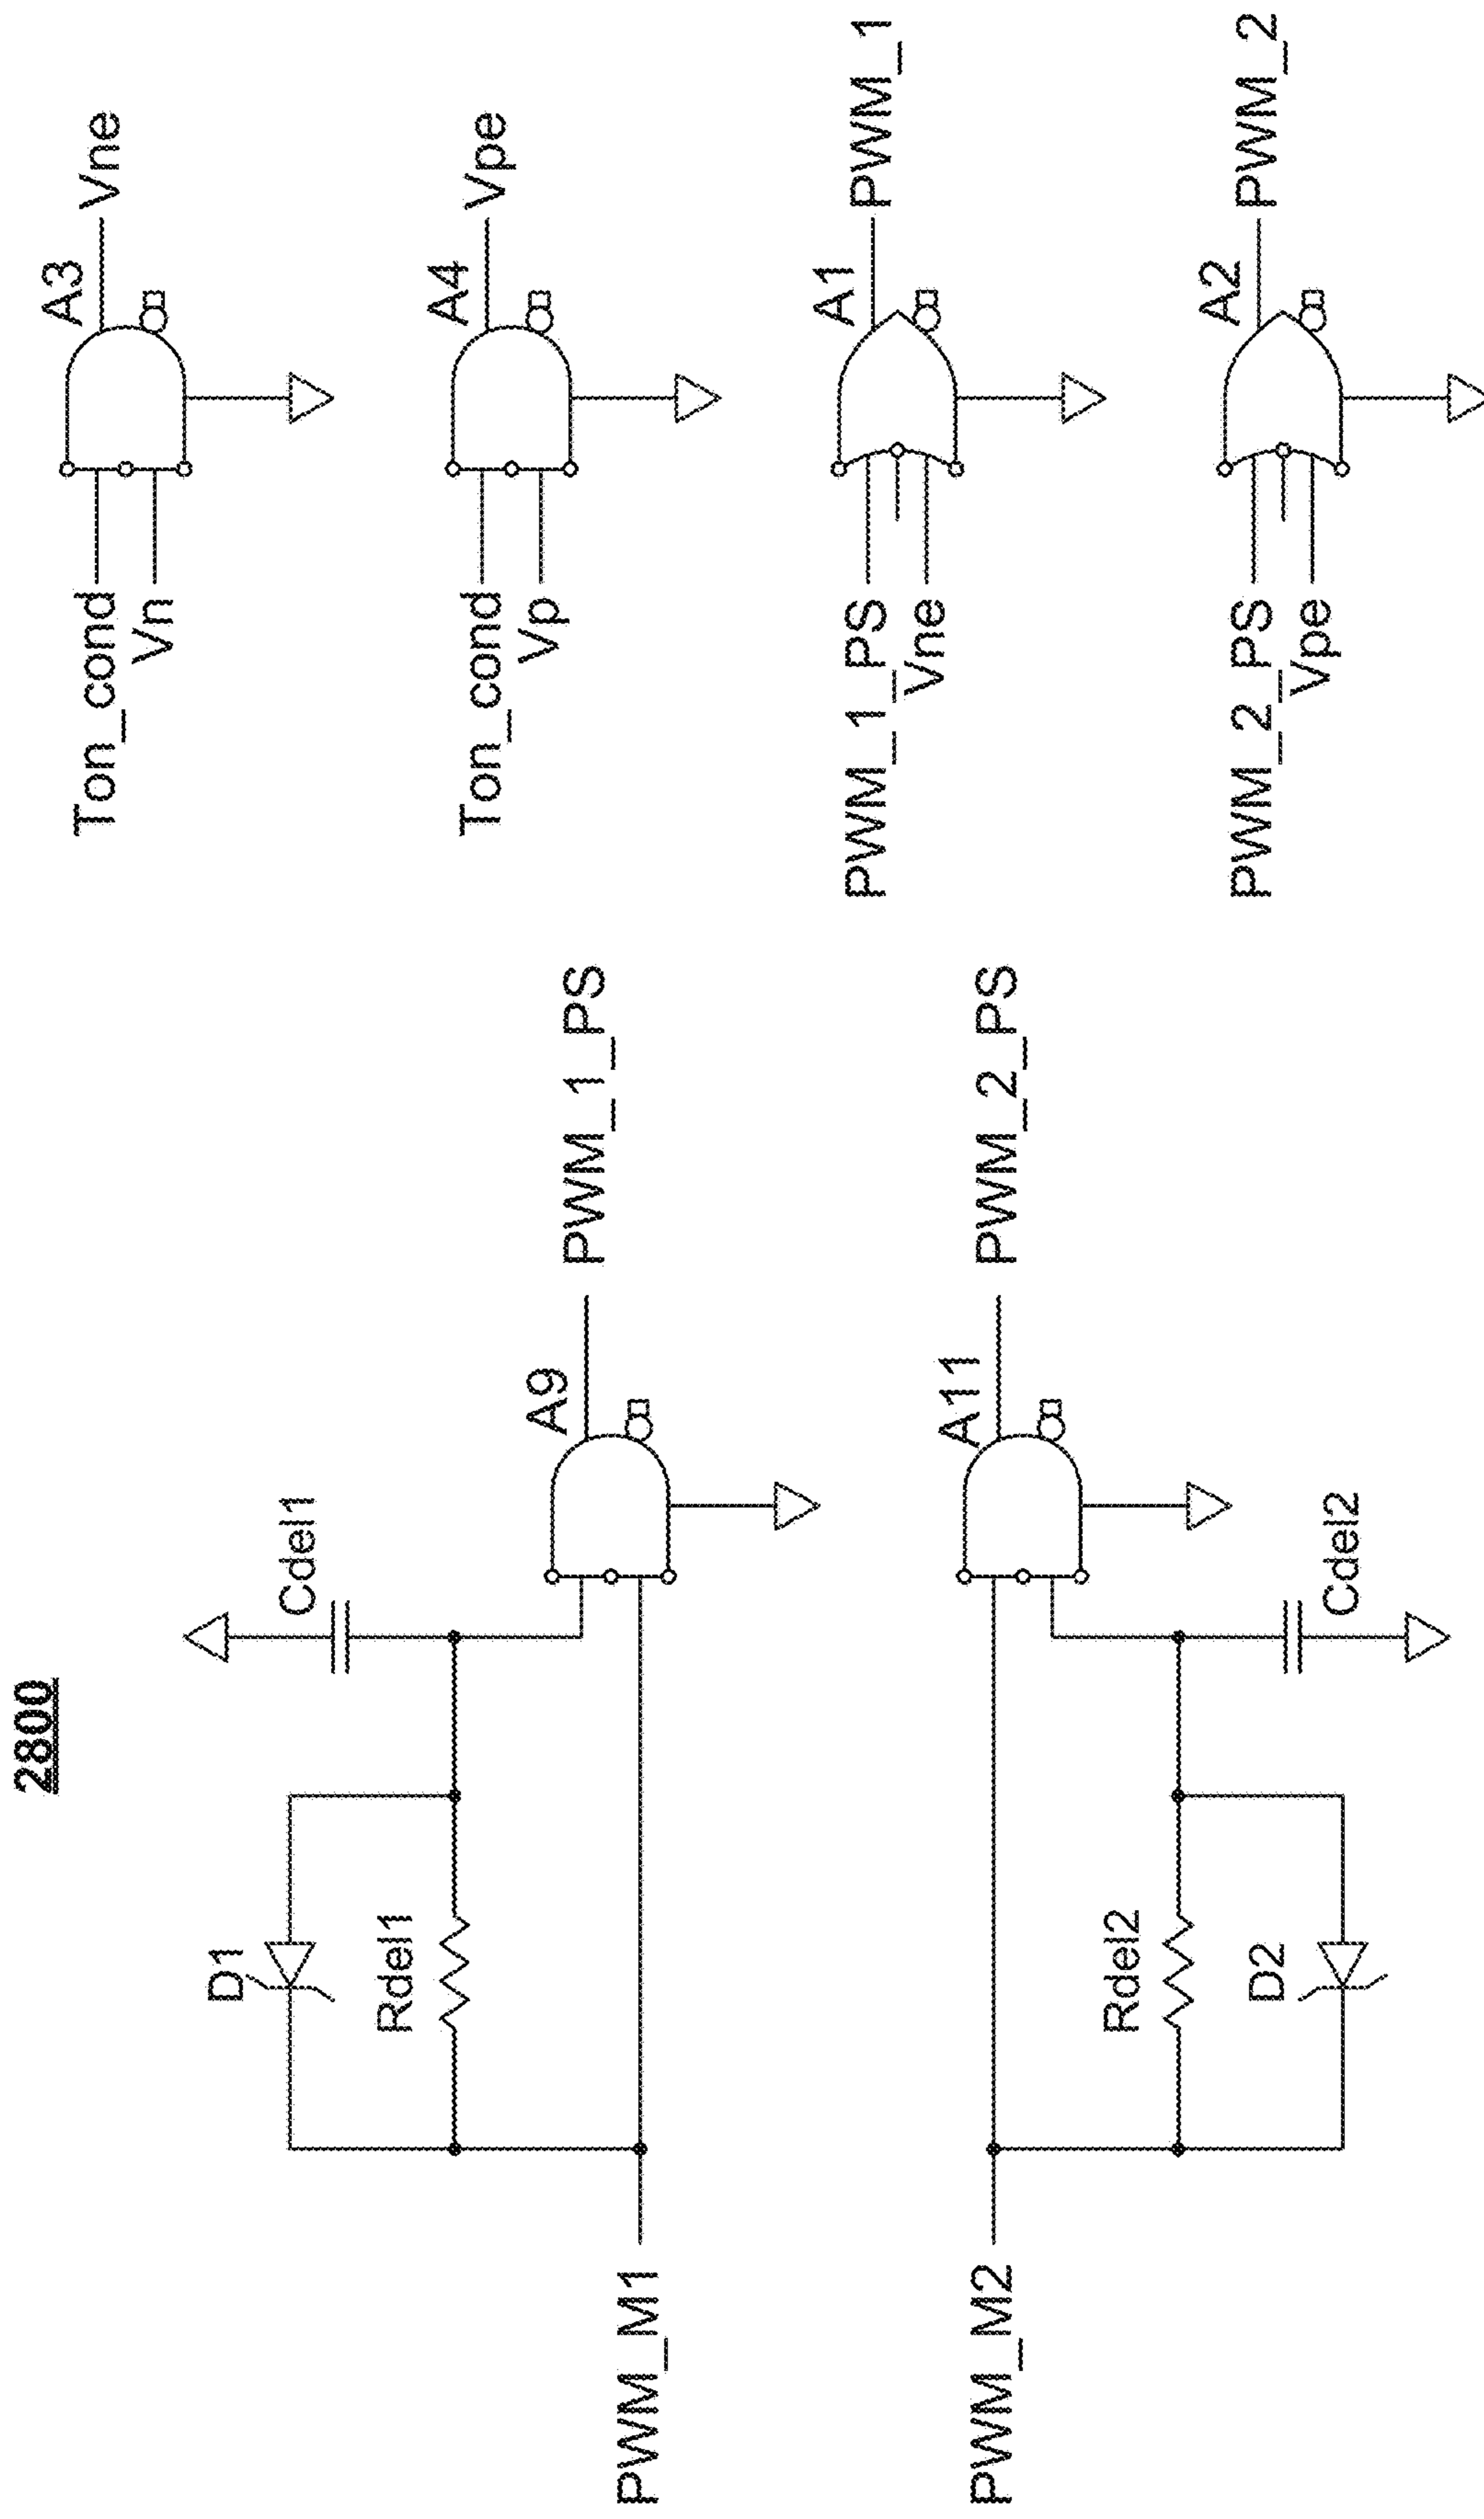 2800
D1
Rdel1
Cdel1
A9
PWM_M1
PWM_1_PS
PWM_M2
A11
PWM_2_PS
Rdel2
D2
Cdel2
Ton_cond
Vn
A3
Vne
Ton_cond
Vp
A4
Vpe
PWM_1_PS
Vne
A1
PWM_1
PWM_2_PS
Vpe
A2
PWM_2